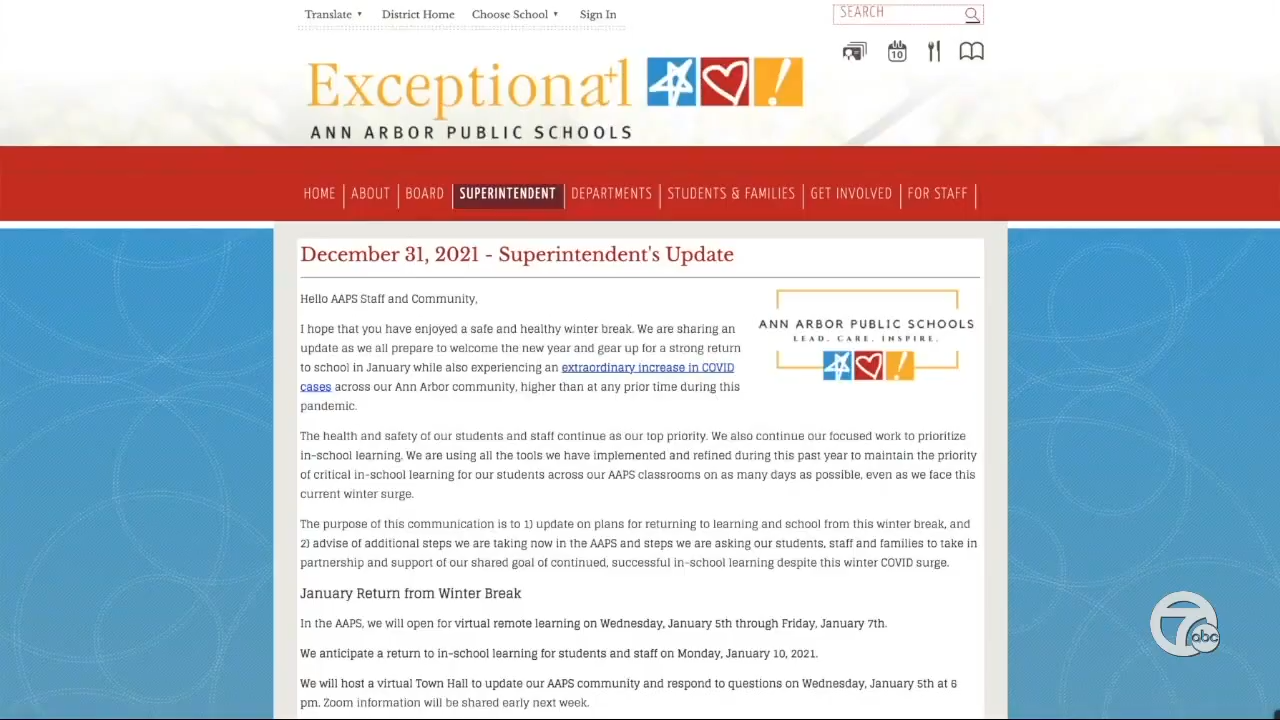 Translate District Home Choose School Sign In
SEARCH
10
Exceptional
ANN ARBOR PUBLIC SCHOOLS
HOME ABOUT BOARD SUPERINTENDENT DEPARTMENTS STUDENTS & FAMILIES GET INVOLVED FOR STAFF
December 31, 2021 - Superintendent's Update
Hello AAPS Staff and Community,
I hope that you have enjoyed a safe and healthy winter break. We are sharing an
update as we all prepare to welcome the new year and gear up for a strong return
to school in January while also experiencing an extraordinary increase in COVID
cases across our Ann Arbor community, higher than at any prior time during this
pandemic.
ANN ARBOR PUBLIC SCHOOLS
LEAD. CARE. INSPIRE.
The health and safety of our students and staff continue as our top priority. We also continue our focused work to prioritize
in-school learning. We are using all the tools we have implemented and refined during this past year to maintain the priority
of critical in-school learning for our students across our AAPS classrooms on as many days as possible, even as we face this
current winter surge.
The purpose of this communication is to 1) update on plans for returning to learning and school from this winter break, and
2) advise of additional steps we are taking now in the AAPS and steps we are asking our students, staff and families to take in
partnership and support of our shared goal of continued, successful in-school learning despite this winter COVID surge.
January Return from Winter Break
In the AAPS, we will open for virtual remote learning on Wednesday, January 5th through Friday, January 7th.
We anticipate a return to in-school learning for students and staff on Monday, January 10, 2021.
We will host a virtual Town Hall to update our AAPS community and respond to questions on Wednesday, January 5th at 6
pm. Zoom information will be shared early next week.
7 abc